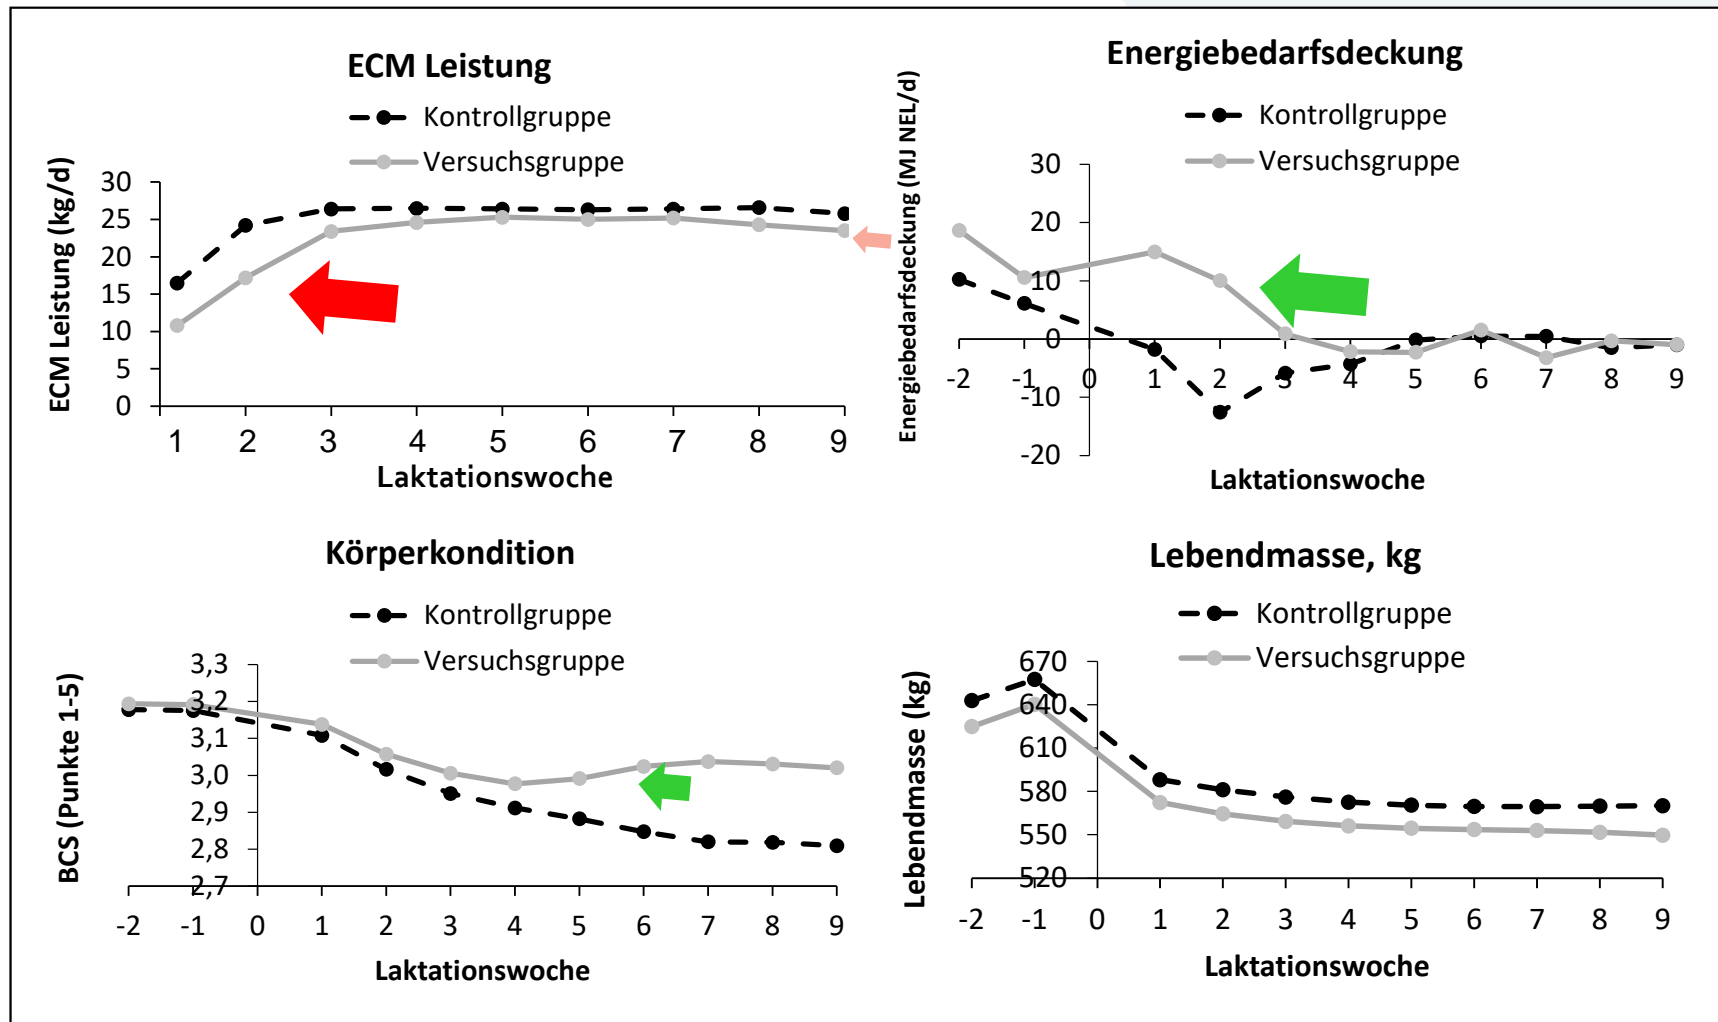 ECM Leistung
Kontrollgruppe
Versuchsgruppe
ECM Leistung (kg/d)
30
25
20
15
10
5
0
1 2 3 4 5 6 7 8 9
Laktationswoche
Energiebedarfsdeckung
Kontrollgruppe
Versuchsgruppe
Energiebedarfsdeckung (MJ NEL/d)
30
20
10
0
-10
-20
-2 -1 0 1 2 3 4 5 6 7 8 9
Laktationswoche
Körperkondition
Kontrollgruppe
Versuchsgruppe
BCS (Punkte 1-5)
3,3
3,2
3,1
3,0
2,9
2,8
2,7
-2 -1 0 1 2 3 4 5 6 7 8 9
Laktationswoche
Lebendmasse, kg
Kontrollgruppe
Versuchsgruppe
Lebendmasse (kg)
670
640
610
580
550
520
-2 -1 0 1 2 3 4 5 6 7 8 9
Laktationswoche